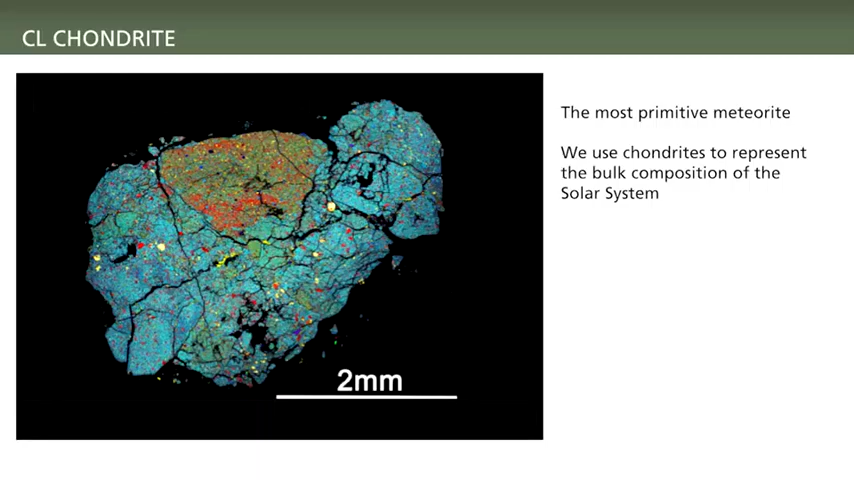 CL CHONDRITE
The most primitive meteorite
We use chondrites to represent
the bulk composition of the
Solar System
2mm